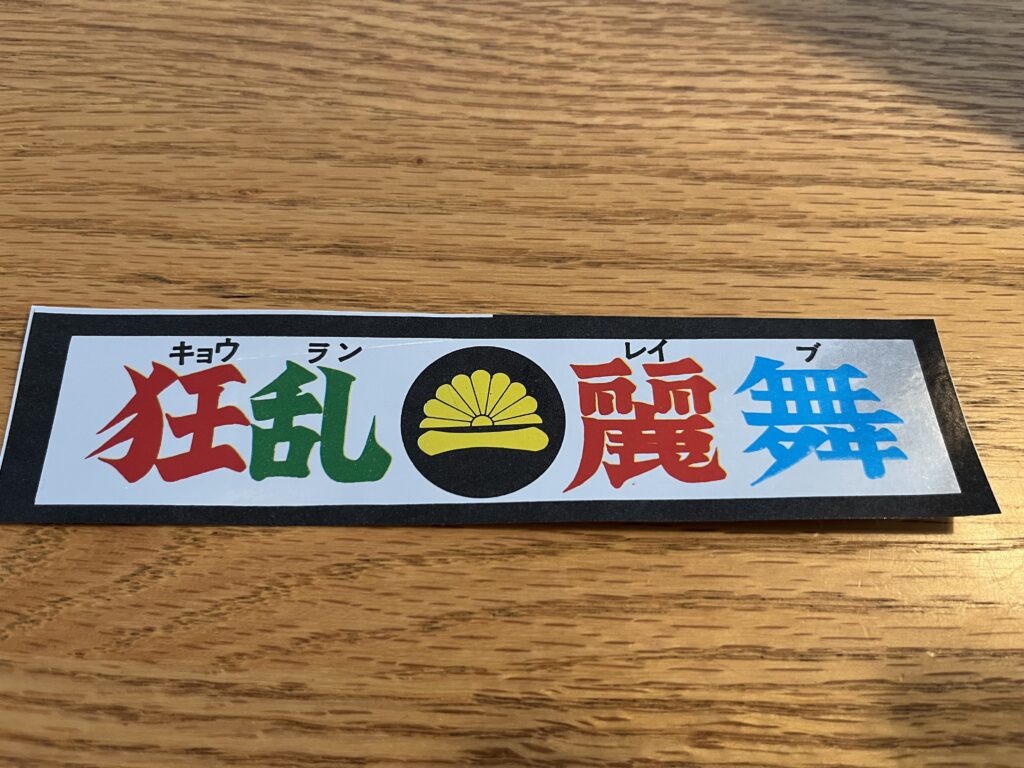 キョウ ラン レイ ブ
狂乱麗舞